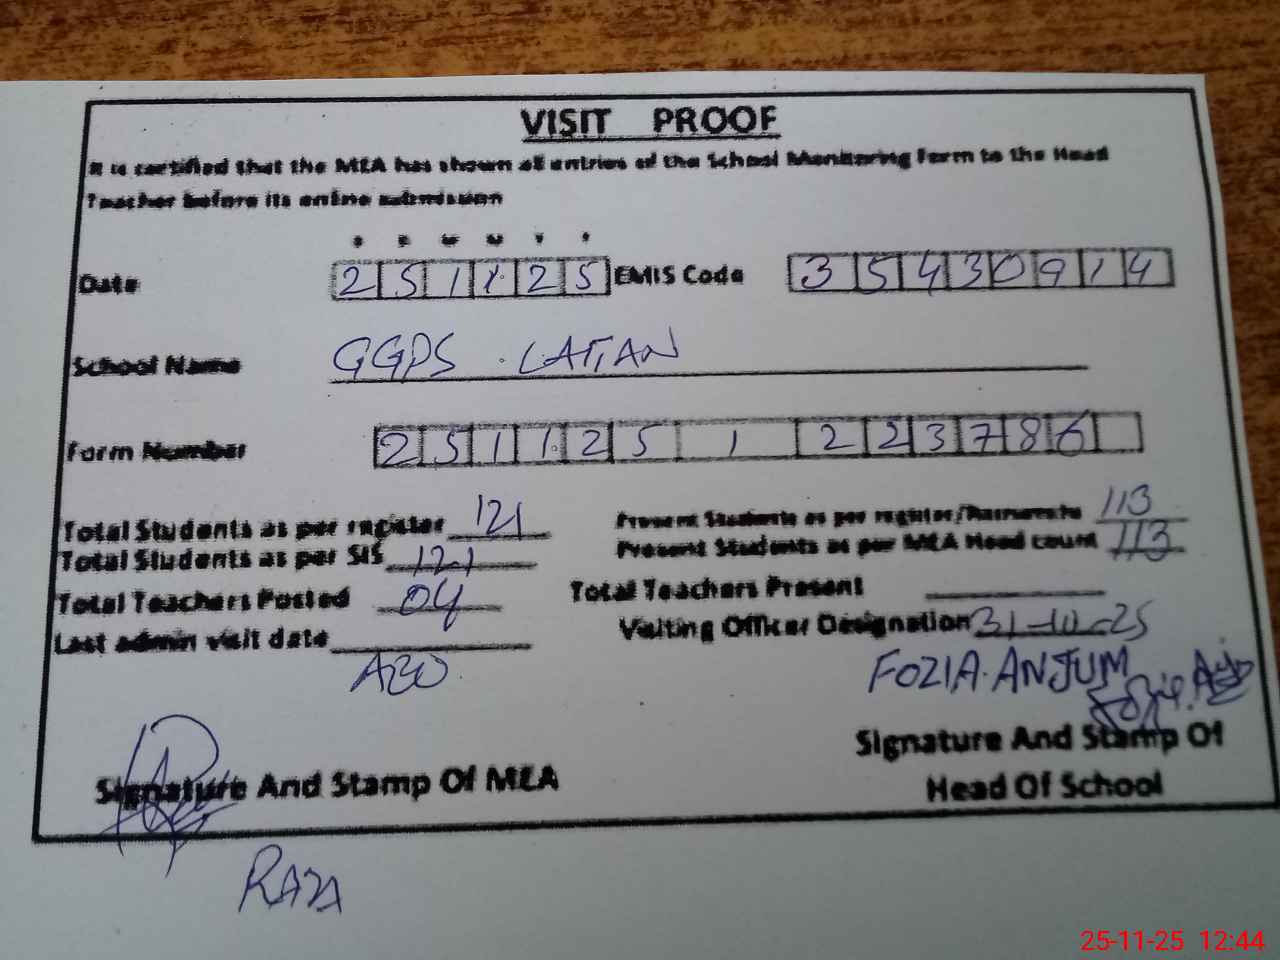 VISIT PROOF
It is certified that the MEA has shown all entries of the School Monitoring Form to the Head
Teacher before its online submission
D D M M Y Y
Date 2 5 1 1 2 5 EMIS Code 3 5 4 3 0 9 1 4
School Name GGPS LATIAN
Form Number 2 5 1 1 2 5 1 2 2 3 7 8 6
Total Students as per register 121 Present Students as per register/Documents 113
Total Students as per SIS 121 Present Students as per MEA Head count 113
Total Teachers Posted 04 Total Teachers Present
Last admin visit date Visiting Officer Designation 31-10-25
AEO FOZIA ANJUM
Signature And Stamp Of MEA Signature And Stamp Of
Head Of School
RAZA
25-11-25 12:44